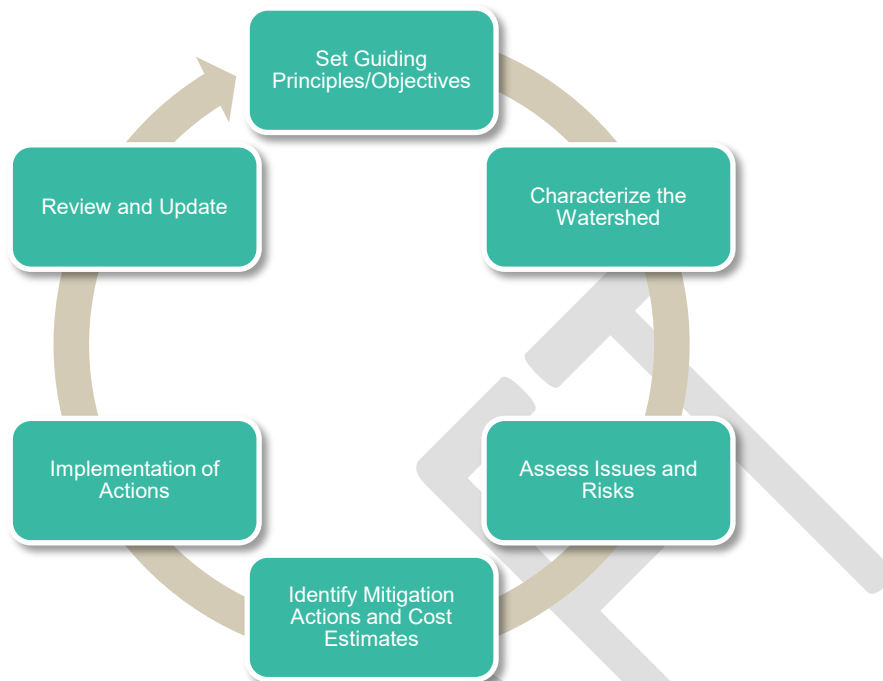 Set Guiding
Principles/Objectives
Characterize the
Watershed
Assess Issues and
Risks
Identify Mitigation
Actions and Cost
Estimates
Implementation of
Actions
Review and Update